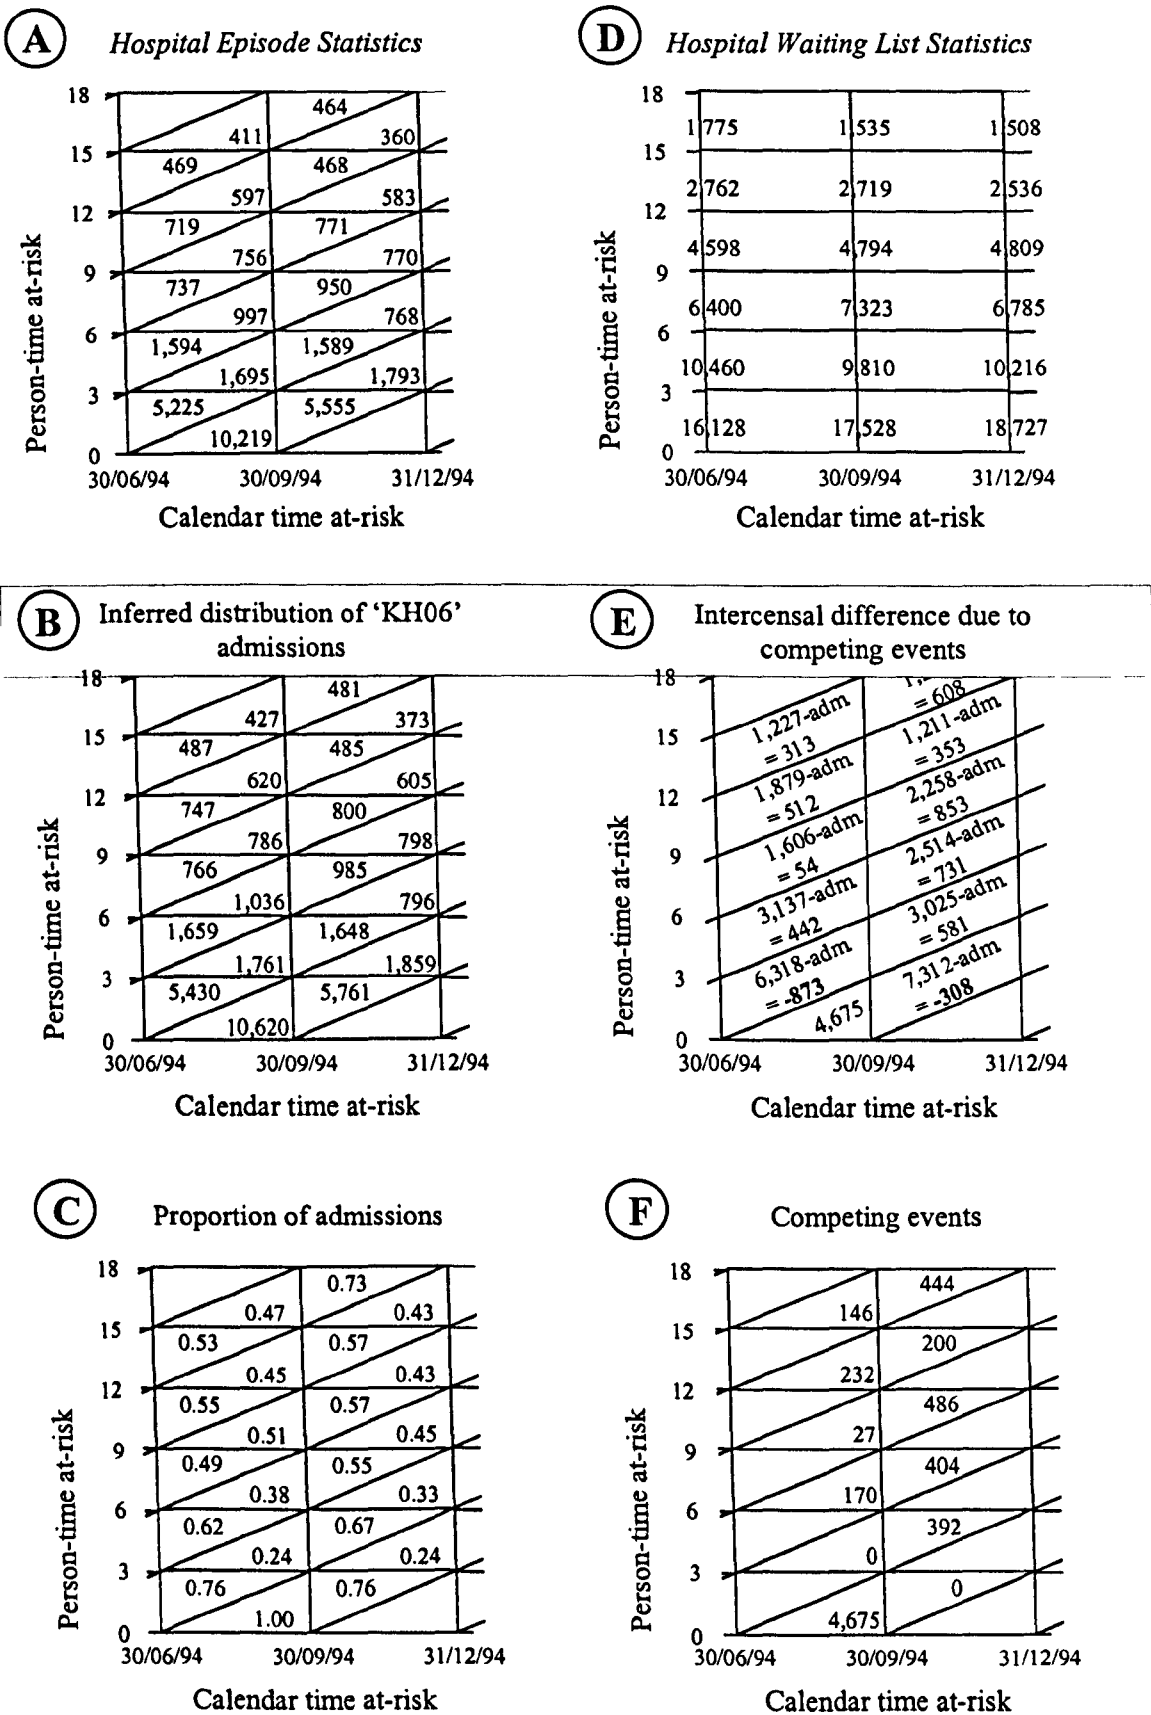 A Hospital Episode Statistics
18
464
411 360
15
469 468
597 583
12
719 771
756 770
9
737 950
997 768
6
1,594 1,589
1,695 1,793
3
5,225 5,555
10,219
0
30/06/94 30/09/94 31/12/94
Calendar time at-risk
Person-time at-risk
D Hospital Waiting List Statistics
18
1,775 1,535 1,508
15
2,762 2,719 2,536
12
4,598 4,794 4,809
9
6,400 7,323 6,785
6
10,460 9,810 10,216
3
16,128 17,528 18,727
0
30/06/94 30/09/94 31/12/94
Calendar time at-risk
Person-time at-risk
B Inferred distribution of ‘KH06’
admissions
18
481
427 373
15
487 485
620 605
12
747 800
786 798
9
766 985
1,036 796
6
1,659 1,648
1,761 1,859
3
5,430 5,761
10,620
0
30/06/94 30/09/94 31/12/94
Calendar time at-risk
Person-time at-risk
E Intercensal difference due to
competing events
18
= 608
1,227-adm 1,211-adm
= 313 = 353
15
1,879-adm 2,258-adm
= 512 = 853
12
1,606-adm 2,514-adm
= 54 = 731
9
3,137-adm 3,025-adm
= 442 = 581
6
6,318-adm 7,312-adm
= -873 = -308
3
4,675
0
30/06/94 30/09/94 31/12/94
Calendar time at-risk
Person-time at-risk
C Proportion of admissions
18
0.73
0.47 0.43
15
0.53 0.57
0.45 0.43
12
0.55 0.57
0.51 0.45
9
0.49 0.55
0.38 0.33
6
0.62 0.67
0.24 0.24
3
0.76 0.76
1.00
0
30/06/94 30/09/94 31/12/94
Calendar time at-risk
Person-time at-risk
F Competing events
18
444
146
15
200
232
12
486
27
9
404
170
6
392
0
3
0
4,675
0
30/06/94 30/09/94 31/12/94
Calendar time at-risk
Person-time at-risk